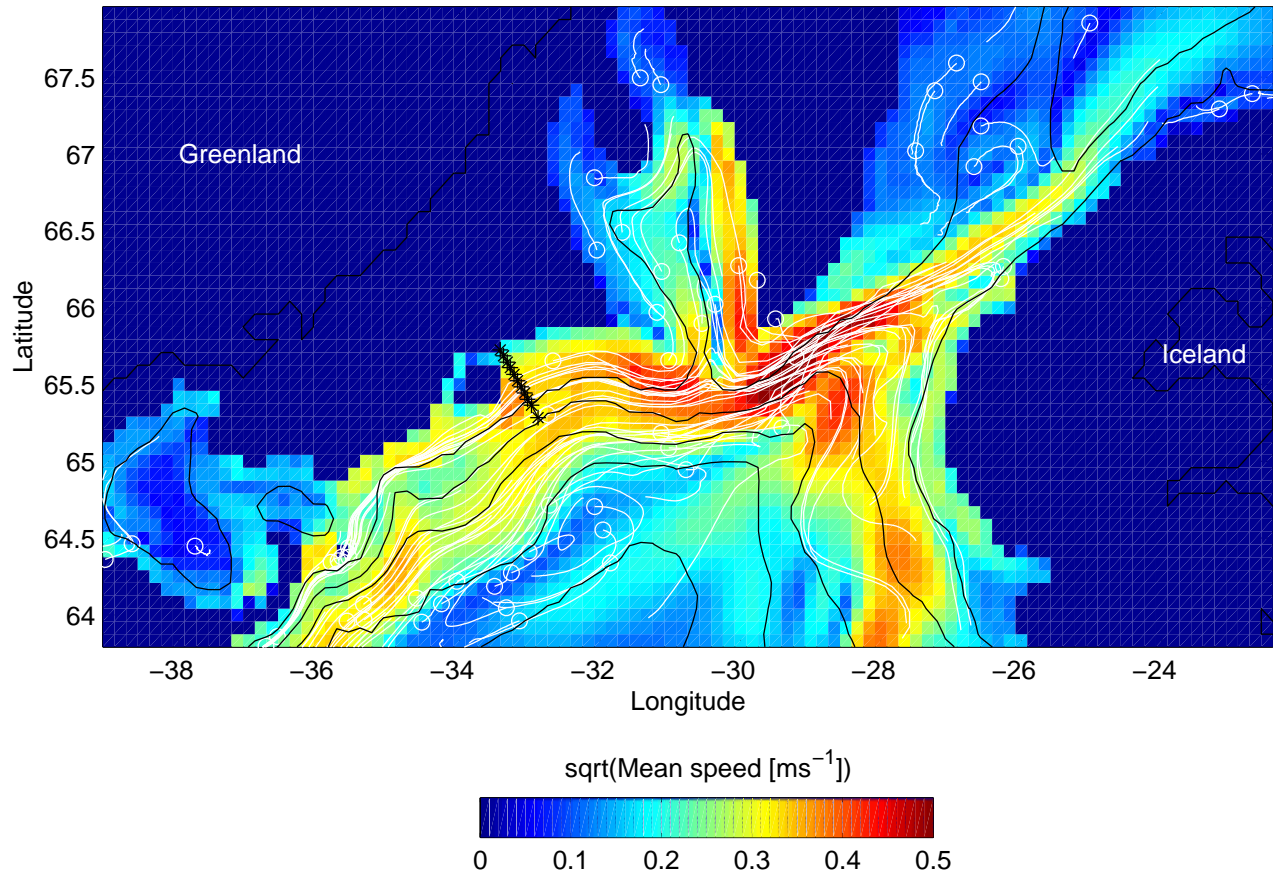 67.5
67
66.5
66
65.5
65
64.5
64
Latitude
Greenland
Iceland
−38 −36 −34 −32 −30 −28 −26 −24
Longitude
sqrt(Mean speed [ms⁻¹])
0 0.1 0.2 0.3 0.4 0.5